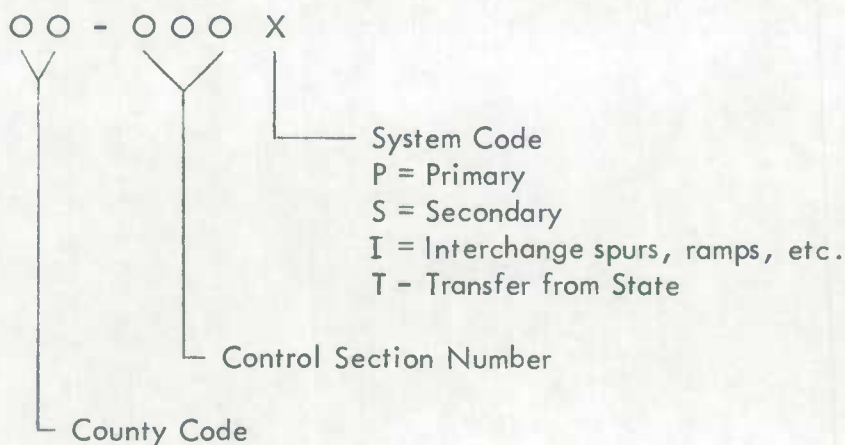 OO - OOO X
System Code
P = Primary
S = Secondary
I = Interchange spurs, ramps, etc.
T - Transfer from State
Control Section Number
County Code